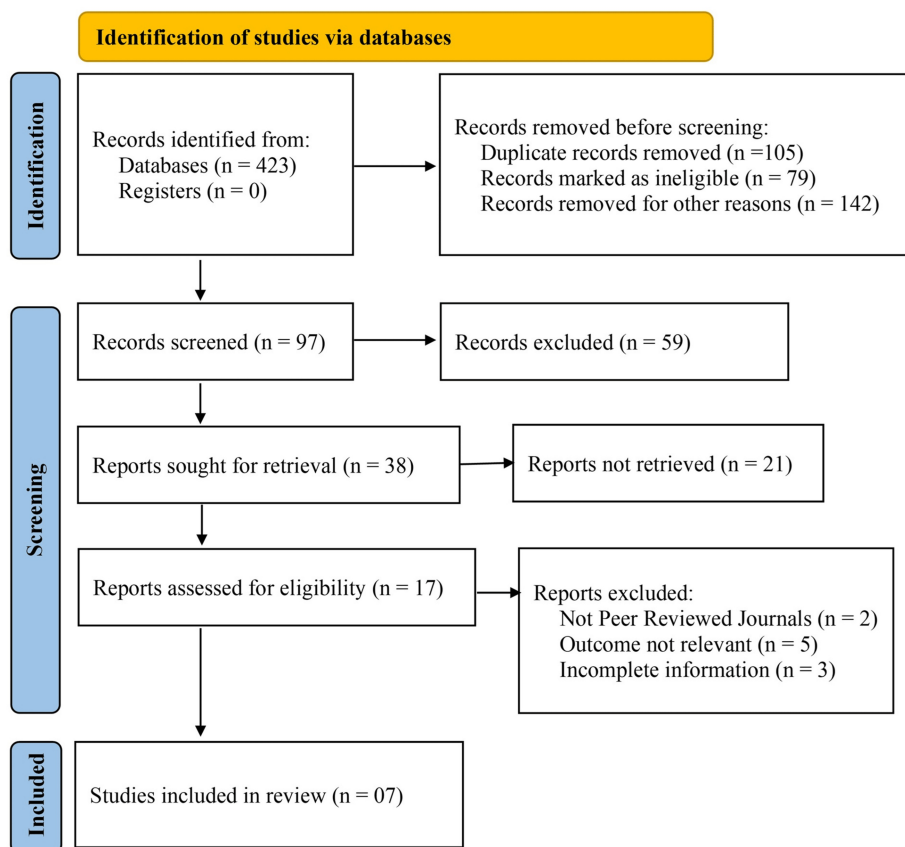 Identification of studies via databases
Identification
Records identified from:
Databases (n = 423)
Registers (n = 0)
Records removed before screening:
Duplicate records removed (n =105)
Records marked as ineligible (n = 79)
Records removed for other reasons (n = 142)
Screening
Records screened (n = 97)
Records excluded (n = 59)
Reports sought for retrieval (n = 38)
Reports not retrieved (n = 21)
Reports assessed for eligibility (n = 17)
Reports excluded:
Not Peer Reviewed Journals (n = 2)
Outcome not relevant (n = 5)
Incomplete information (n = 3)
Included
Studies included in review (n = 07)